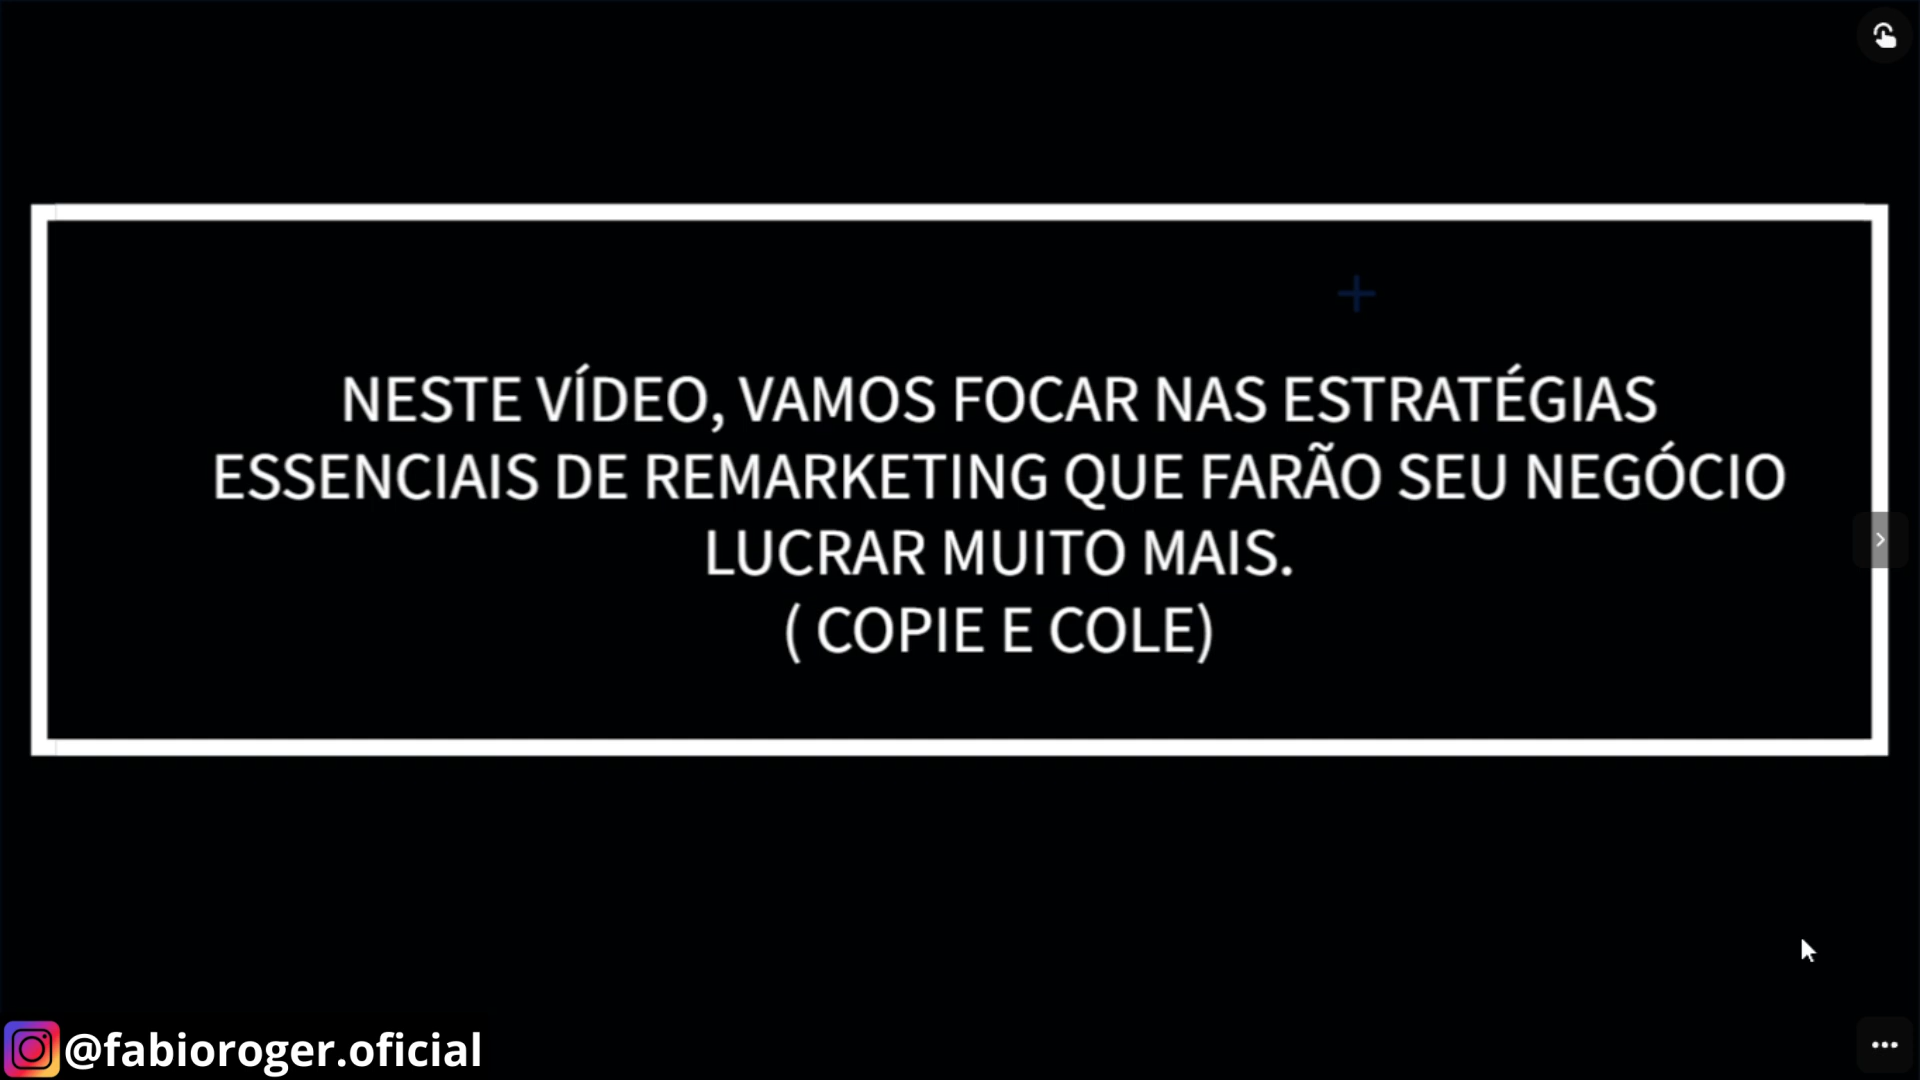 NESTE VÍDEO, VAMOS FOCAR NAS ESTRATÉGIAS
ESSENCIAIS DE REMARKETING QUE FARÃO SEU NEGÓCIO
LUCRAR MUITO MAIS.
( COPIE E COLE)
@fabioroger.oficial